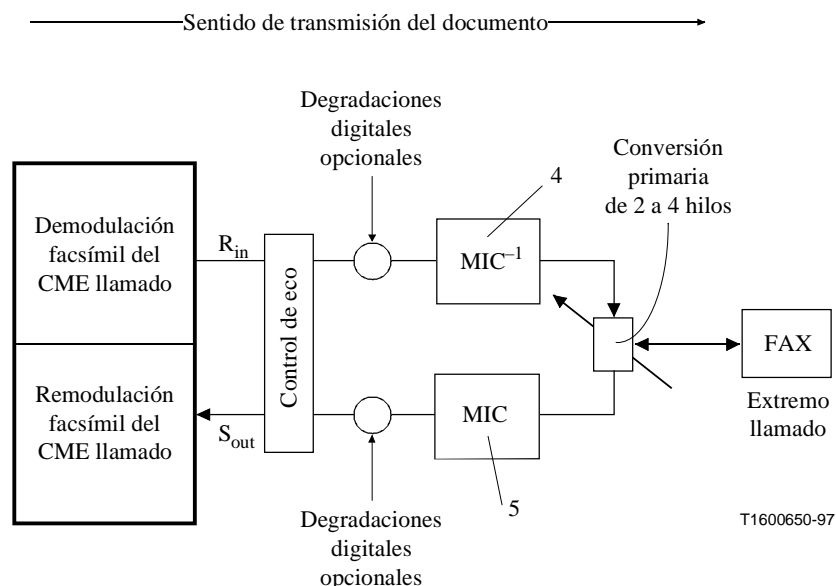 Sentido de transmisión del documento
Degradaciones
digitales
opcionales
4
Conversión
primaria
de 2 a 4 hilos
Demodulación
facsímil del
CME llamado
R_in
Control de eco
MIC⁻¹
FAX
Extremo
llamado
Remodulación
facsímil del
CME llamado
S_out
MIC
5
Degradaciones
digitales
opcionales
T1600650-97